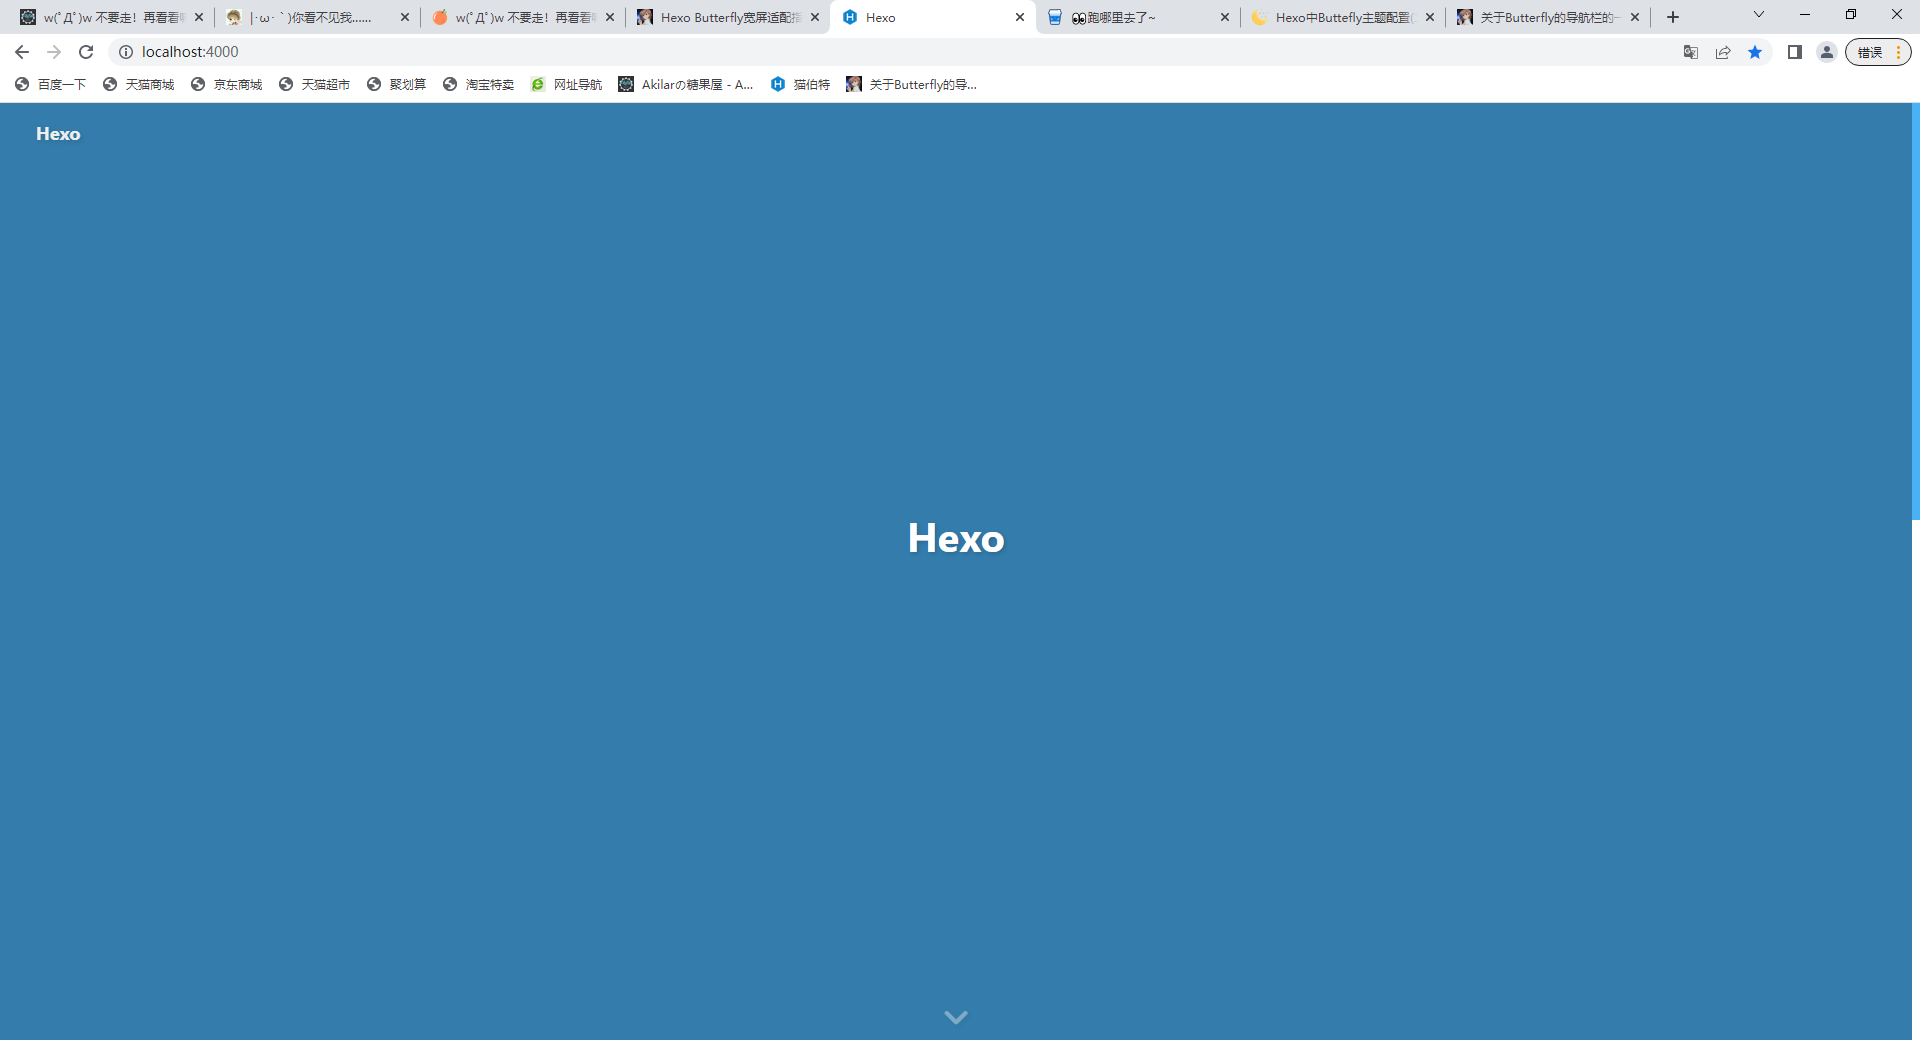 w(ﾟДﾟ)w 不要走！再看看
|･ω･｀)你看不见我……
w(ﾟДﾟ)w 不要走！再看看
Hexo Butterfly宽屏适配指
Hexo
👀跑哪里去了~
Hexo中Buttefly主题配置
关于Butterfly的导航栏的一
localhost:4000
错误
百度一下
天猫商城
京东商城
天猫超市
聚划算
淘宝特卖
网址导航
Akilarの糖果屋 - A...
猫伯特
关于Butterfly的导...
Hexo
Hexo